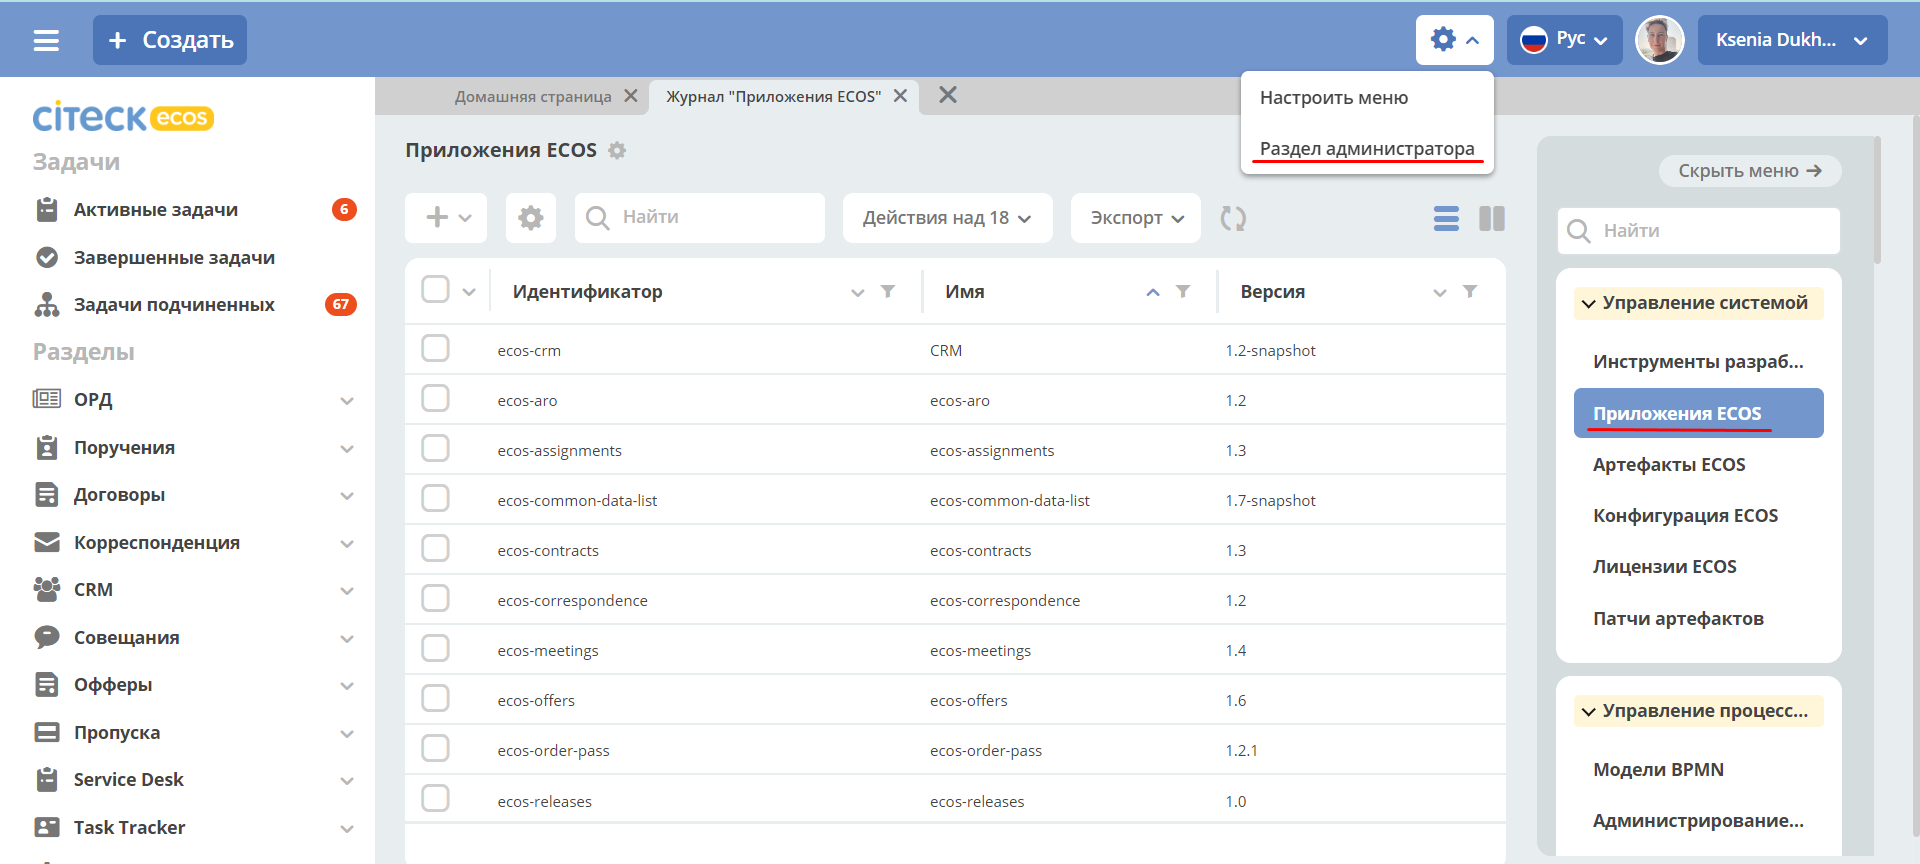 Создать
Рус
Ksenia Dukh...
Настроить меню
Раздел администратора
Домашняя страница
Журнал "Приложения ECOS"
citeck ecos
Задачи
Активные задачи 6
Завершенные задачи
Задачи подчиненных 67
Разделы
ОРД
Поручения
Договоры
Корреспонденция
CRM
Совещания
Офферы
Пропуска
Service Desk
Task Tracker
Приложения ECOS
Найти
Действия над 18
Экспорт
Идентификатор Имя Версия
ecos-crm CRM 1.2-snapshot
ecos-aro ecos-aro 1.2
ecos-assignments ecos-assignments 1.3
ecos-common-data-list ecos-common-data-list 1.7-snapshot
ecos-contracts ecos-contracts 1.3
ecos-correspondence ecos-correspondence 1.2
ecos-meetings ecos-meetings 1.4
ecos-offers ecos-offers 1.6
ecos-order-pass ecos-order-pass 1.2.1
ecos-releases ecos-releases 1.0
Скрыть меню
Найти
Управление системой
Инструменты разраб...
Приложения ECOS
Артефакты ECOS
Конфигурация ECOS
Лицензии ECOS
Патчи артефактов
Управление процесс...
Модели BPMN
Администрирование...